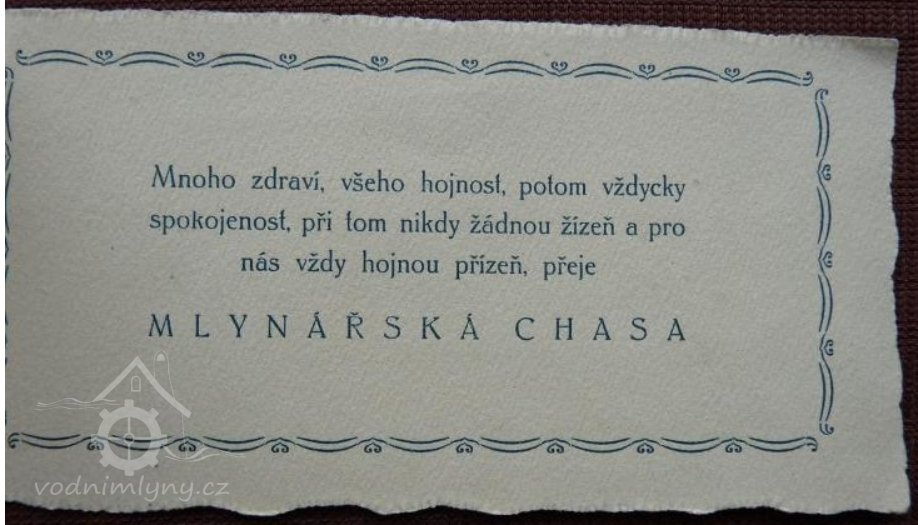 Mnoho zdraví, všeho hojnost, potom vždycky
spokojenost, při tom nikdy žádnou žízeň a pro
nás vždy hojnou přízeň, přeje
MLYNÁŘSKÁ CHASA
vodnimlyny.cz